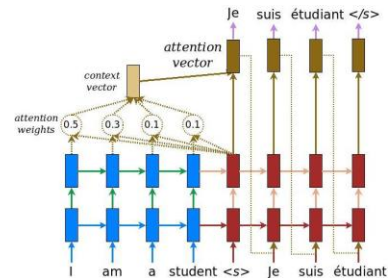 Je suis étudiant </s>
attention
vector
context
vector
attention
weights
0.5 0.3 0.1 0.1
I am a student <s> Je suis étudiant